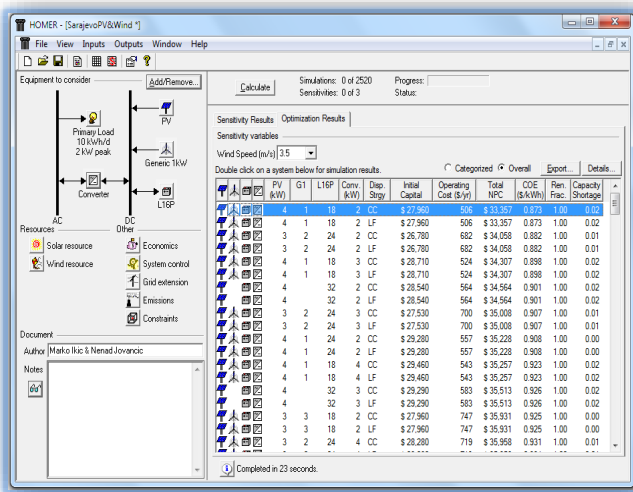 HOMER - [SarajevoPV&Wind *]
File View Inputs Outputs Window Help
Equipment to consider Add/Remove...
Primary Load
10 kWh/d
2 kW peak
PV
Generic 1kW
Converter
L16P
AC DC
Resources Other
Solar resource Economics
Wind resource System control
Grid extension
Emissions
Constraints
Document
Author Marko Ikic & Nenad Jovancic
Notes
Calculate
Simulations: 0 of 2520 Progress:
Sensitivities: 0 of 3 Status:
Sensitivity Results Optimization Results
Sensitivity variables
Wind Speed (m/s) 3.5
Double click on a system below for simulation results. Categorized Overall Export... Details...
PV (kW) G1 L16P Conv. (kW) Disp. Strgy Initial Capital Operating Cost ($/yr) Total NPC COE ($/kWh) Ren. Frac. Capacity Shortage
4 1 18 2 CC $ 27,960 506 $ 33,357 0.873 1.00 0.02
4 1 18 2 LF $ 27,960 506 $ 33,357 0.873 1.00 0.02
3 2 24 2 CC $ 26,780 682 $ 34,058 0.882 1.00 0.01
3 2 24 2 LF $ 26,780 682 $ 34,058 0.882 1.00 0.01
4 1 18 3 CC $ 28,710 524 $ 34,307 0.898 1.00 0.02
4 1 18 3 LF $ 28,710 524 $ 34,307 0.898 1.00 0.02
4 32 2 CC $ 28,540 564 $ 34,564 0.901 1.00 0.02
4 32 2 LF $ 28,540 564 $ 34,564 0.901 1.00 0.02
3 2 24 3 CC $ 27,530 700 $ 35,008 0.907 1.00 0.01
3 2 24 3 LF $ 27,530 700 $ 35,008 0.907 1.00 0.01
4 1 24 2 CC $ 29,280 557 $ 35,228 0.908 1.00 0.00
4 1 24 2 LF $ 29,280 557 $ 35,228 0.908 1.00 0.00
4 1 18 4 CC $ 29,460 543 $ 35,257 0.923 1.00 0.02
4 1 18 4 LF $ 29,460 543 $ 35,257 0.923 1.00 0.02
4 32 3 CC $ 29,290 583 $ 35,513 0.926 1.00 0.02
4 32 3 LF $ 29,290 583 $ 35,513 0.926 1.00 0.02
3 3 18 2 CC $ 27,960 747 $ 35,931 0.925 1.00 0.00
3 3 18 2 LF $ 27,960 747 $ 35,931 0.925 1.00 0.00
3 2 24 4 CC $ 28,280 719 $ 35,958 0.931 1.00 0.01
Completed in 23 seconds.